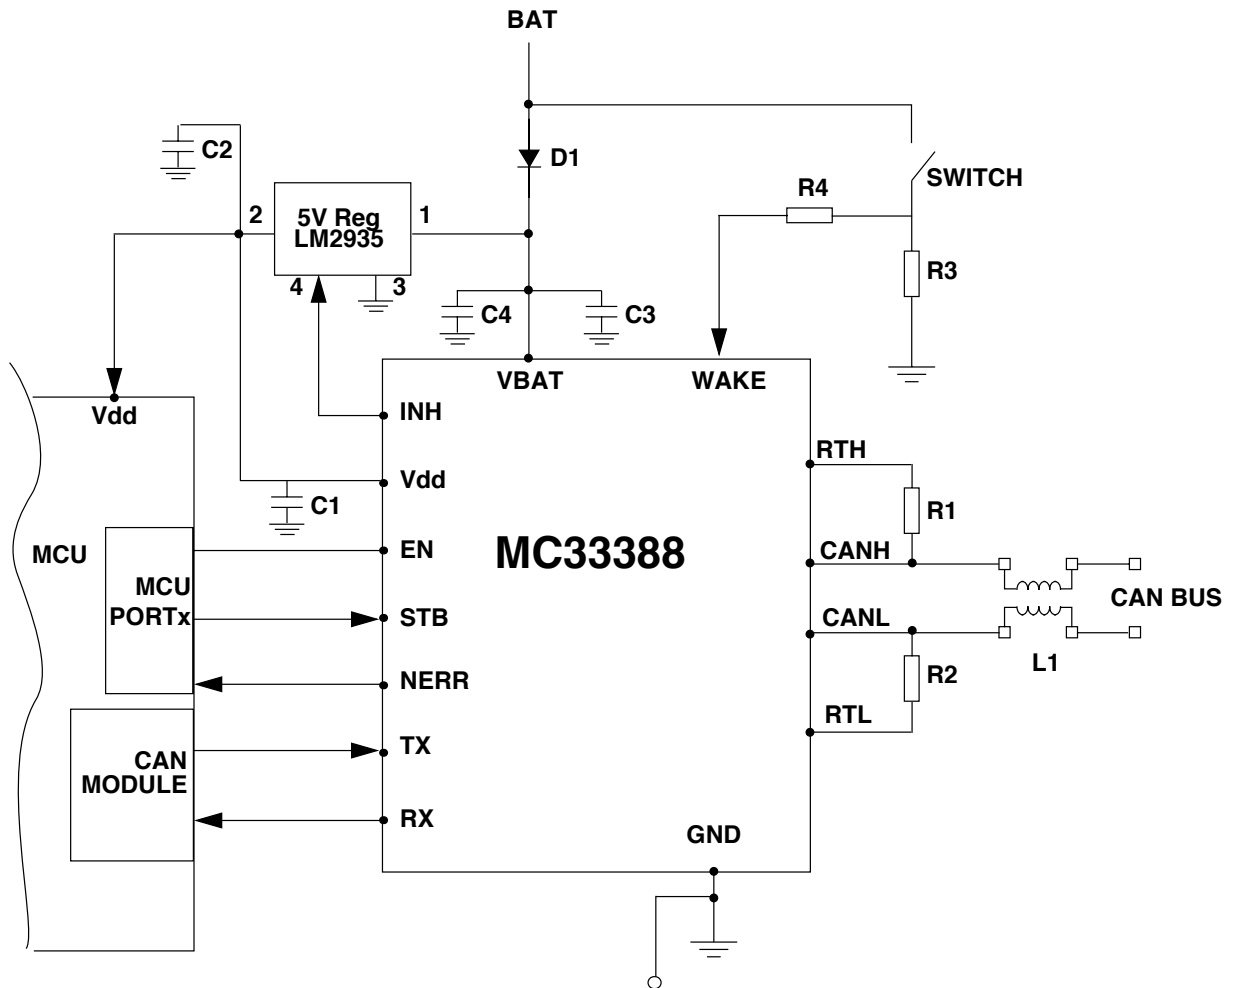 BAT
C2
D1
SWITCH
R4
2
5V Reg
LM2935
1
R3
4
3
C4
C3
VBAT
WAKE
Vdd
INH
RTH
Vdd
C1
R1
MCU
EN
MC33388
CANH
MCU
PORTx
STB
CANL
CAN BUS
L1
NERR
R2
RTL
CAN
MODULE
TX
RX
GND